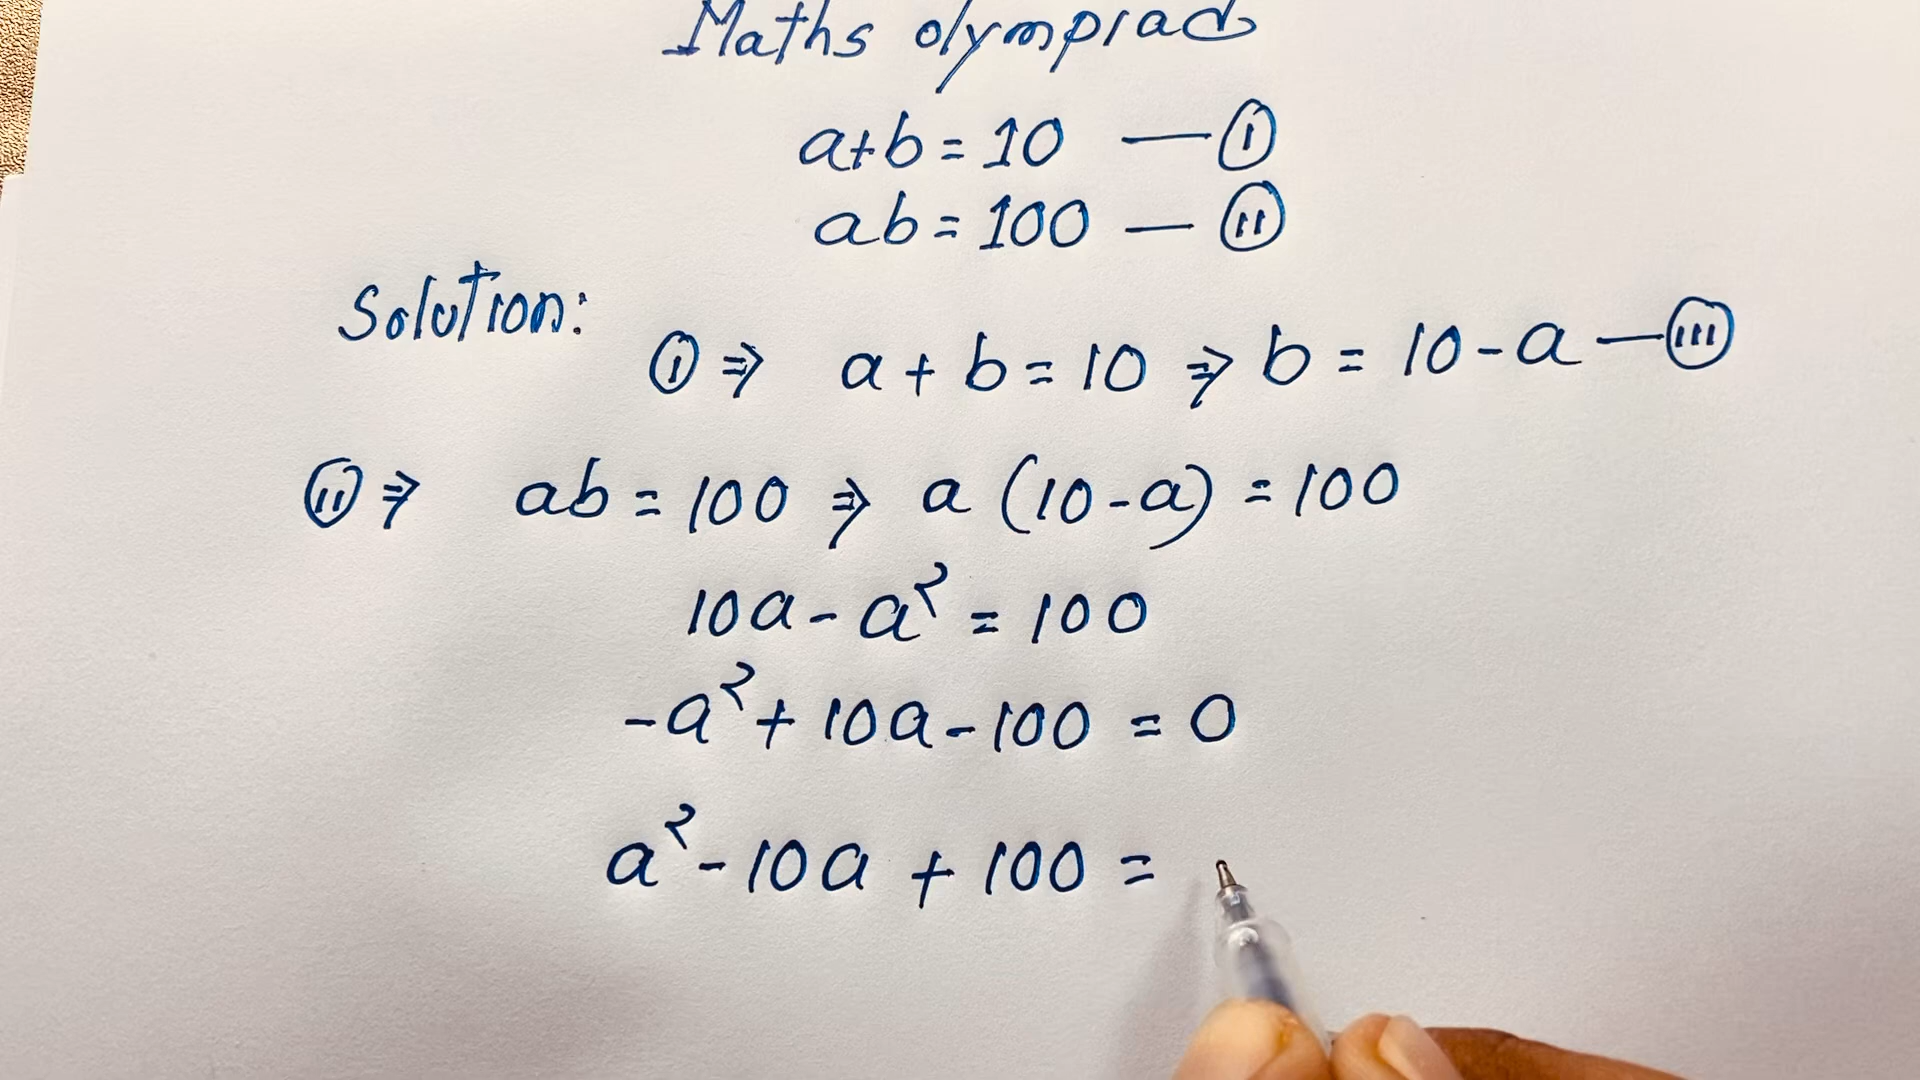 Maths olympiad
a+b=10 — (I)
ab=100 — (II)
Solution:
(I) ⇒ a + b = 10 ⇒ b = 10 - a — (III)
(II) ⇒ ab = 100 ⇒ a (10-a) = 100
10a - a² = 100
-a² + 10a - 100 = 0
a² - 10a + 100 =